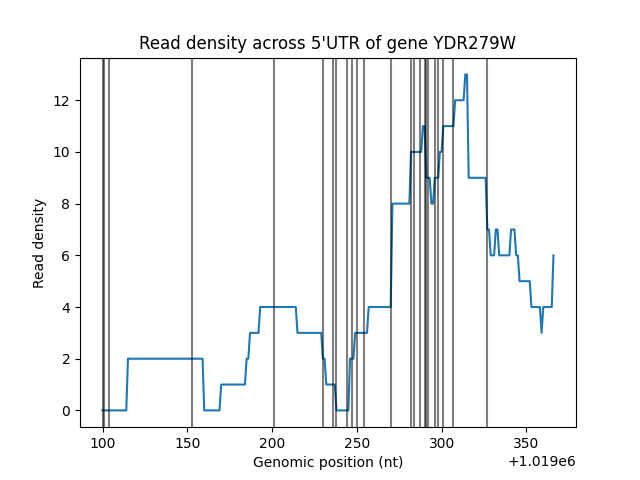 Read density across 5'UTR of gene YDR279W
Read density
12
10
8
6
4
2
0
100 150 200 250 300 350
Genomic position (nt)
+1.019e6